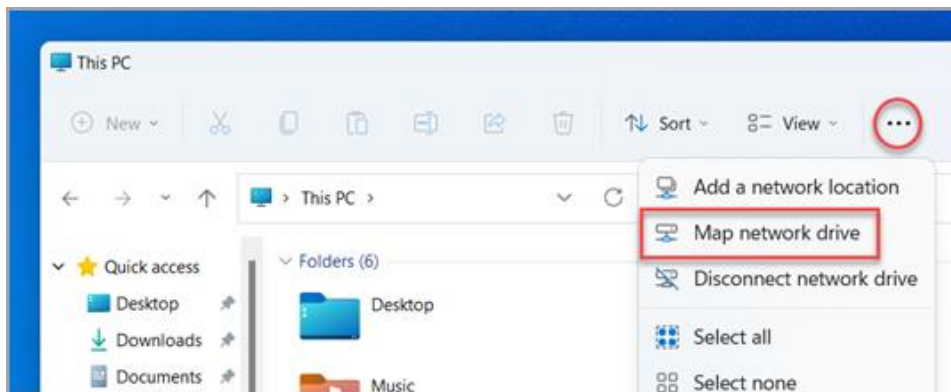 This PC
New
Sort
View
This PC
Add a network location
Map network drive
Disconnect network drive
Select all
Select none
Quick access
Desktop
Downloads
Documents
Folders (6)
Desktop
Music